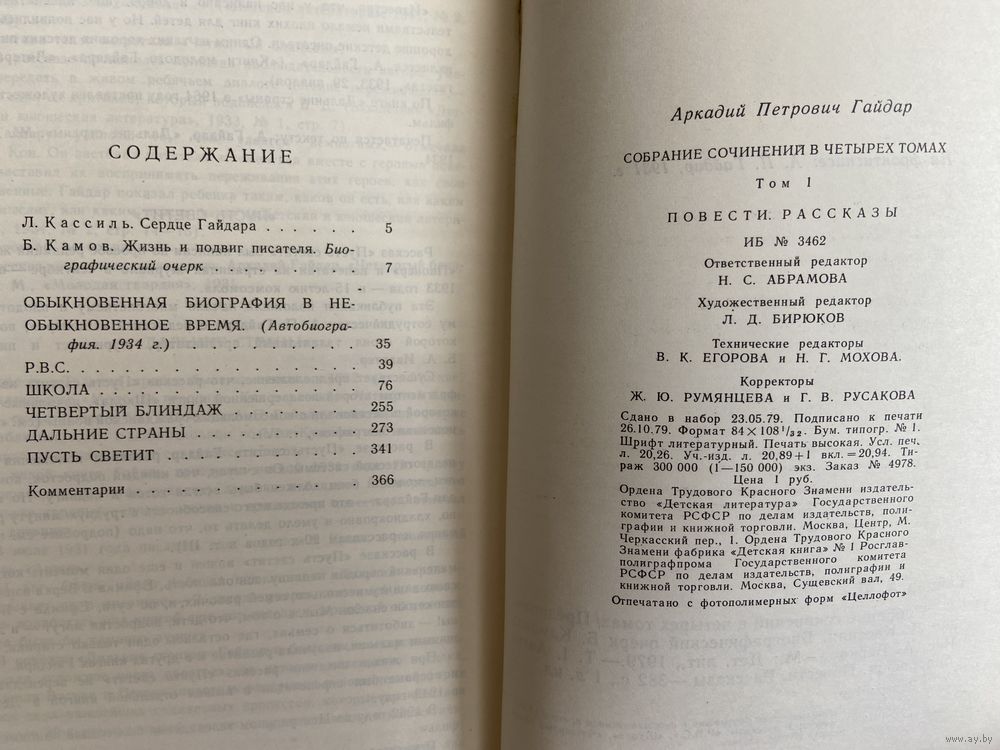 СОДЕРЖАНИЕ
Л. Кассиль. Сердце Гайдара . . . . . . 5
Б. Камов. Жизнь и подвиг писателя. Био-
графический очерк . . . . . . . . . 7
ОБЫКНОВЕННАЯ БИОГРАФИЯ В НЕ-
ОБЫКНОВЕННОЕ ВРЕМЯ. (Автобиогра-
фия. 1934 г.) . . . . . . . . . . 35
Р.В.С. . . . . . . . . . . . . . 39
ШКОЛА . . . . . . . . . . . . . 76
ЧЕТВЕРТЫЙ БЛИНДАЖ . . . . . . . 255
ДАЛЬНИЕ СТРАНЫ . . . . . . . . . 273
ПУСТЬ СВЕТИТ . . . . . . . . . . 341
Комментарии . . . . . . . . . . . 366
Аркадий Петрович Гайдар
СОБРАНИЕ СОЧИНЕНИЙ В ЧЕТЫРЕХ ТОМАХ
Том I
ПОВЕСТИ. РАССКАЗЫ
ИБ № 3462
Ответственный редактор
Н. С. АБРАМОВА
Художественный редактор
Л. Д. БИРЮКОВ
Технические редакторы
В. К. ЕГОРОВА и Н. Г. МОХОВА.
Корректоры
Ж. Ю. РУМЯНЦЕВА и Г. В. РУСАКОВА
Сдано в набор 23.05.79. Подписано к печати
26.10.79. Формат 84×108 1/32. Бум. типогр. № 1.
Шрифт литературный. Печать высокая. Усл. печ.
л. 20,26. Уч.-изд. л. 20,89+1 вкл.=20,94. Ти-
раж 300 000 (1—150 000) экз. Заказ № 4978.
Цена 1 руб.
Ордена Трудового Красного Знамени издатель-
ство «Детская литература» Государственного
комитета РСФСР по делам издательств, поли-
графии и книжной торговли. Москва, Центр, М.
Черкасский пер., 1. Ордена Трудового Красного
Знамени фабрика «Детская книга» № 1 Росглав-
полиграфпрома Государственного комитета
РСФСР по делам издательств, полиграфии и
книжной торговли. Москва, Сущевский вал, 49.
Отпечатано с фотополимерных форм «Целлофот»
www.ay.by